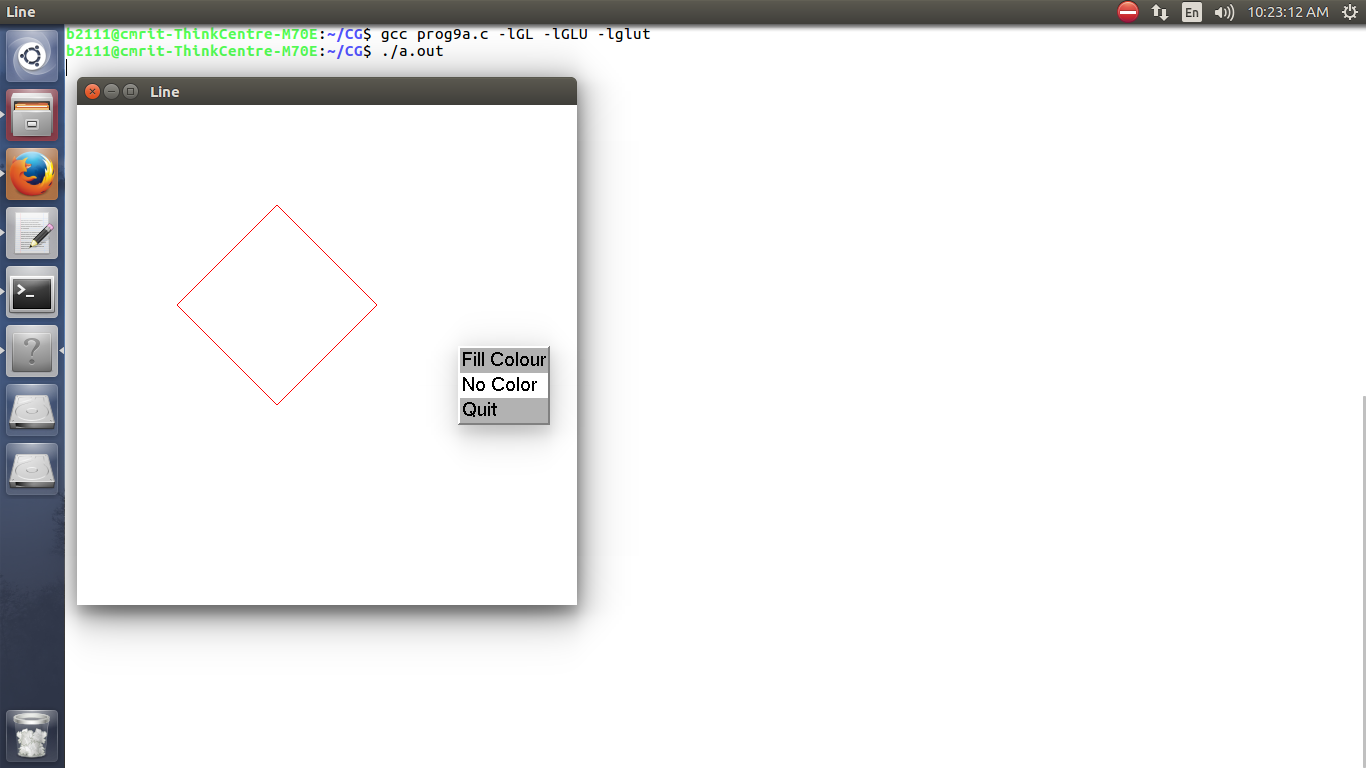 Line
En
10:23:12 AM
b2111@cmrit-ThinkCentre-M70E:~/CG$ gcc prog9a.c -lGL -lGLU -lglut
b2111@cmrit-ThinkCentre-M70E:~/CG$ ./a.out
Line
Fill Colour
No Color
Quit